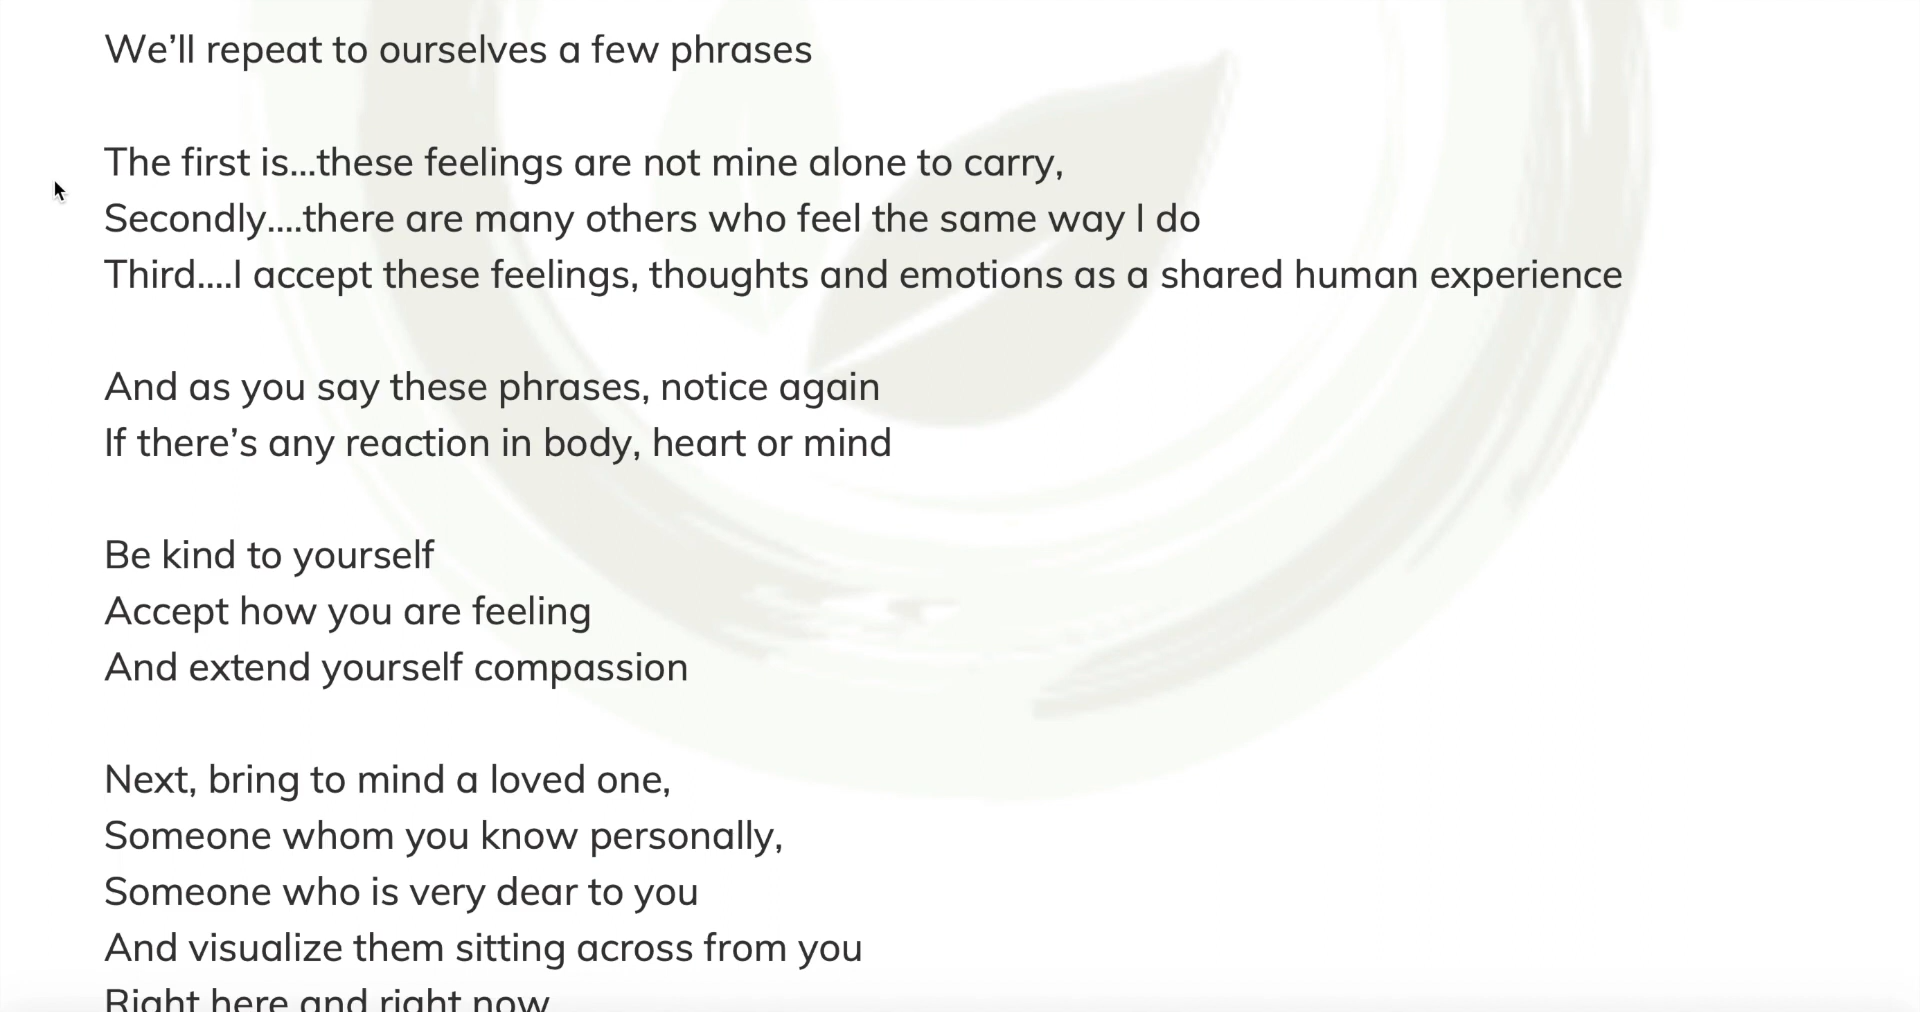 We’ll repeat to ourselves a few phrases
The first is...these feelings are not mine alone to carry,
Secondly....there are many others who feel the same way I do
Third....I accept these feelings, thoughts and emotions as a shared human experience
And as you say these phrases, notice again
If there’s any reaction in body, heart or mind
Be kind to yourself
Accept how you are feeling
And extend yourself compassion
Next, bring to mind a loved one,
Someone whom you know personally,
Someone who is very dear to you
And visualize them sitting across from you
Right here and right now